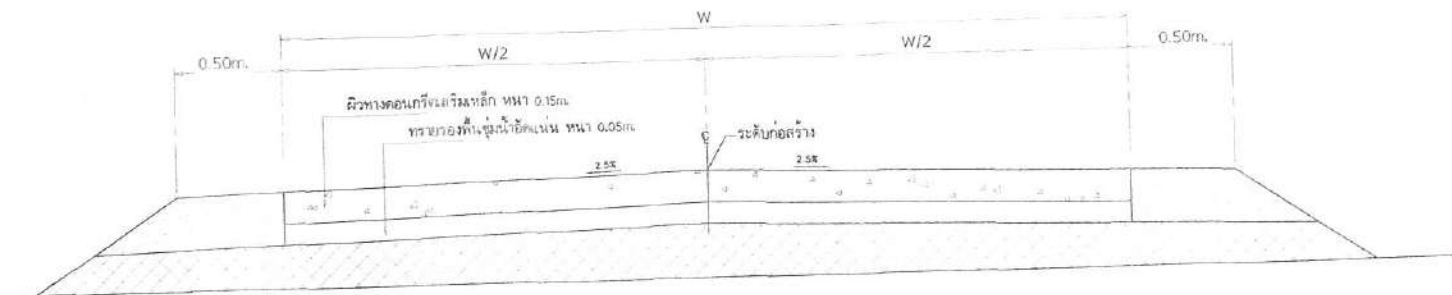 W
W/2
W/2
0.50m.
0.50m.
ผิวทางคอนกรีตเสริมเหล็ก หนา 0.15m.
ทรายรองพื้นชุ่มน้ำอัดแน่น หนา 0.05m.
℄
ระดับก่อสร้าง
2.5%
2.5%